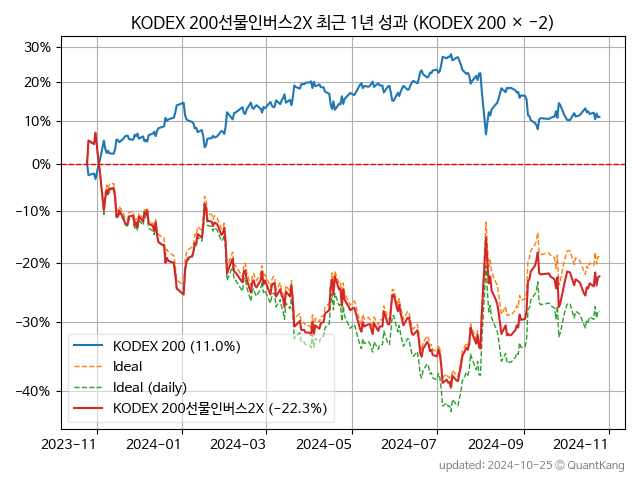 KODEX 200선물인버스2X 최근 1년 성과 (KODEX 200 × −2)
30%
20%
10%
0%
−10%
−20%
−30%
−40%
KODEX 200 (11.0%)
Ideal
Ideal (daily)
KODEX 200선물인버스2X (−22.3%)
2023-11 2024-01 2024-03 2024-05 2024-07 2024-09 2024-11
updated: 2024-10-25 © QuantKang